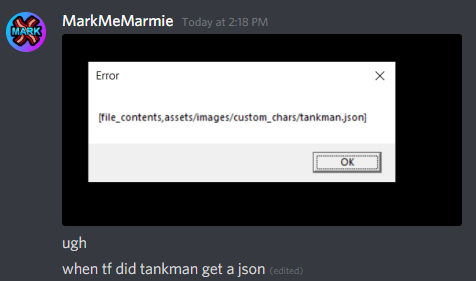 MARK
MarkMeMarmie Today at 2:18 PM
Error
[file_contents,assets/images/custom_chars/tankman.json]
OK
ugh
when tf did tankman get a json (edited)